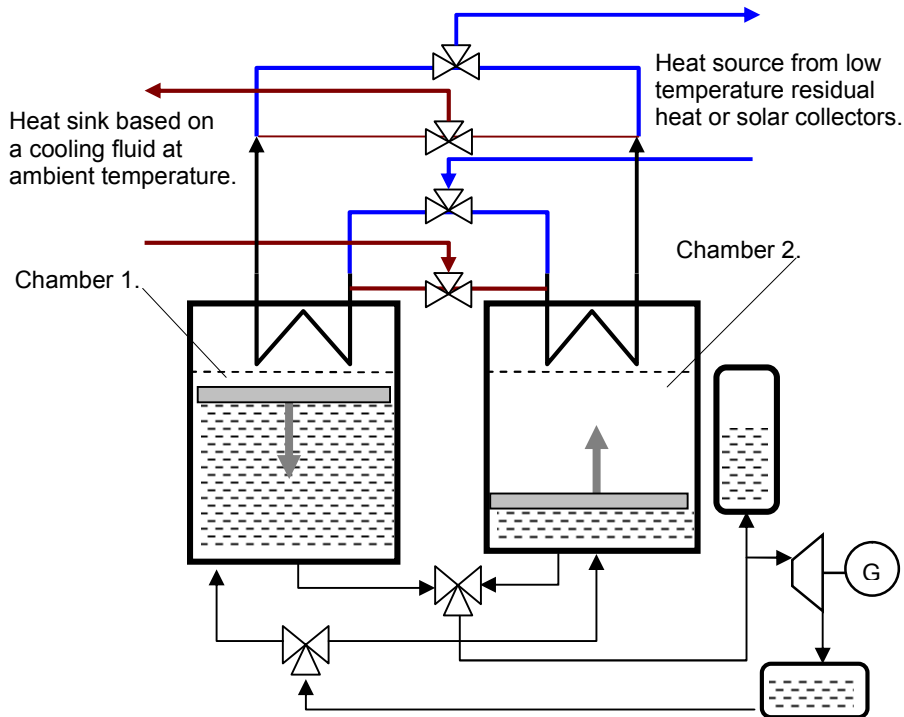 Heat source from low
temperature residual
heat or solar collectors.
Heat sink based on
a cooling fluid at
ambient temperature.
Chamber 2.
Chamber 1.
G